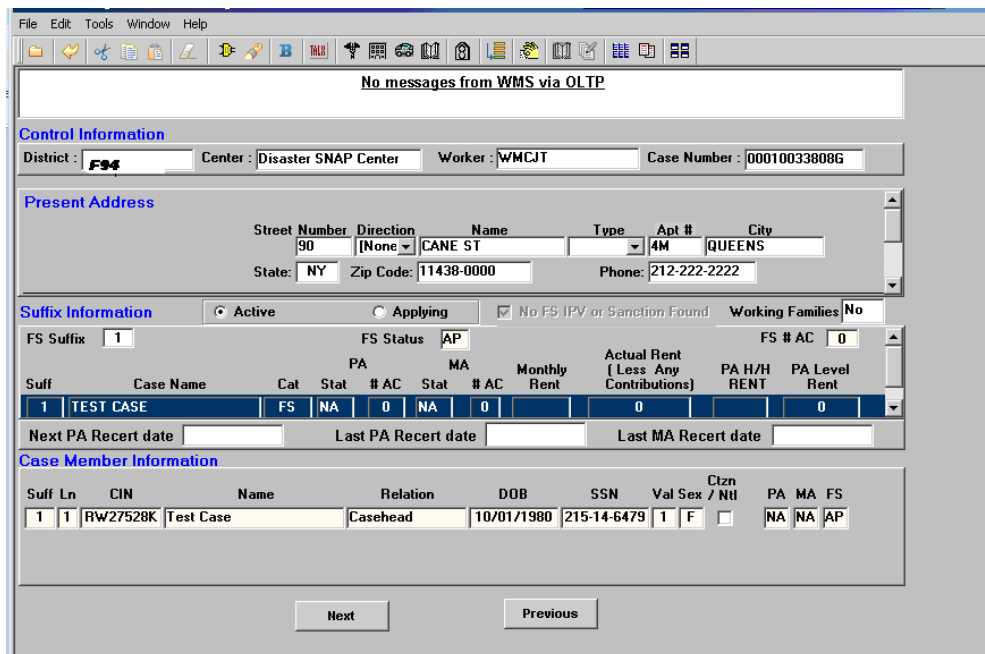 File Edit Tools Window Help
B TALX
No messages from WMS via OLTP
Control Information
District : F94 Center : Disaster SNAP Center Worker : WMCJT Case Number : 00010033808G
Present Address
Street Number Direction Name Type Apt # City
90 [None CANE ST 4M QUEENS
State: NY Zip Code: 11438-0000 Phone: 212-222-2222
Suffix Information Active Applying No FS IPV or Sanction Found Working Families No
FS Suffix 1 FS Status AP FS # AC 0
PA MA Monthly Actual Rent ( Less Any PA H/H PA Level
Suff Case Name Cat Stat # AC Stat # AC Rent Contributions) RENT Rent
1 TEST CASE FS NA 0 NA 0 0 0
Next PA Recert date Last PA Recert date Last MA Recert date
Case Member Information
Suff Ln CIN Name Relation DOB SSN Val Sex Ctzn / Ntl PA MA FS
1 1 RW27528K Test Case Casehead 10/01/1980 215-14-6479 1 F NA NA AP
Next Previous